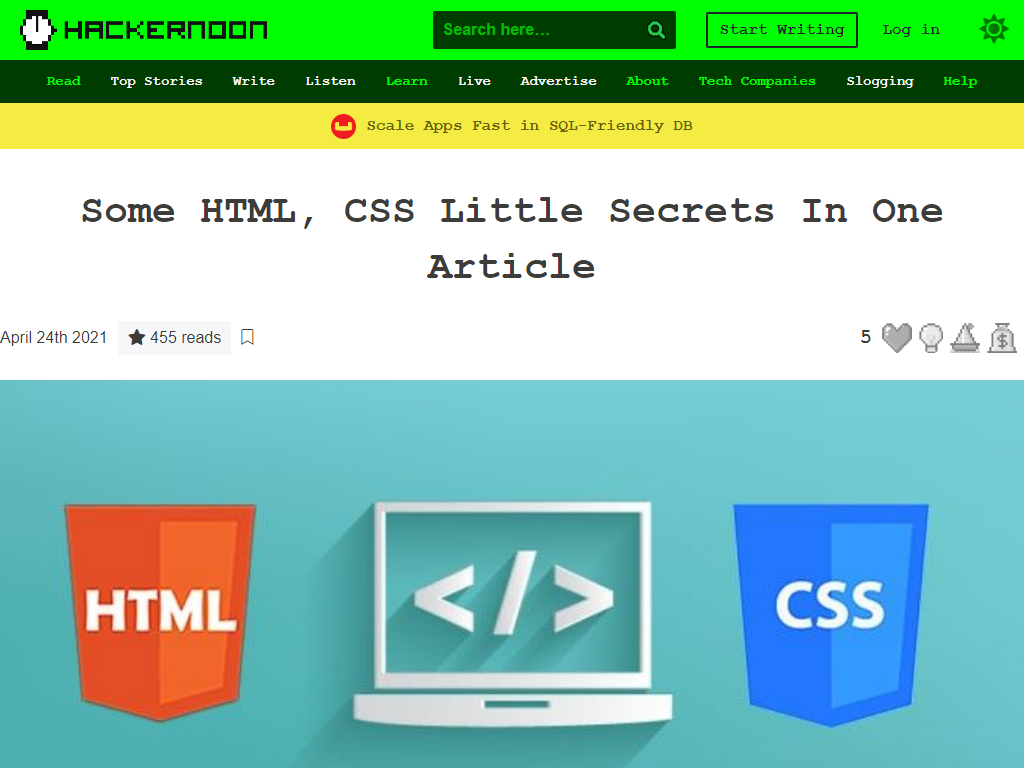 HACKERNOON
Search here...
Start Writing
Log in
Read Top Stories Write Listen Learn Live Advertise About Tech Companies Slogging Help
Scale Apps Fast in SQL-Friendly DB
Some HTML, CSS Little Secrets In One
Article
April 24th 2021
455 reads
5
$
HTML
</>
CSS